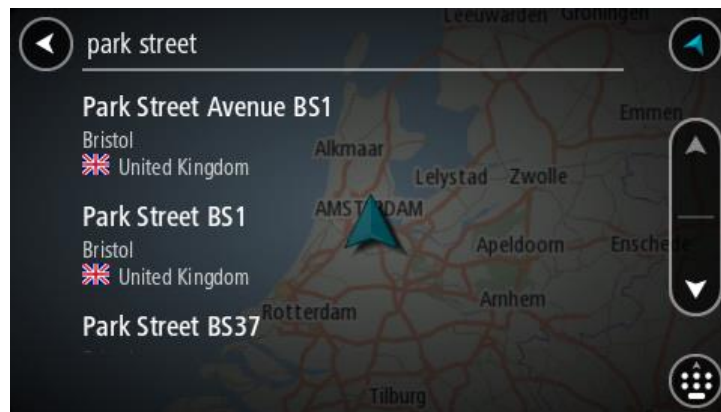 Leeuwarden Groningen
park street
Park Street Avenue BS1
Bristol
United Kingdom
Emmen
Alkmaar
Lelystad Zwolle
Park Street BS1
Bristol
United Kingdom
AMSTERDAM
Apeldoorn Enschede
Park Street BS37
Rotterdam
Arnhem
Tilburg